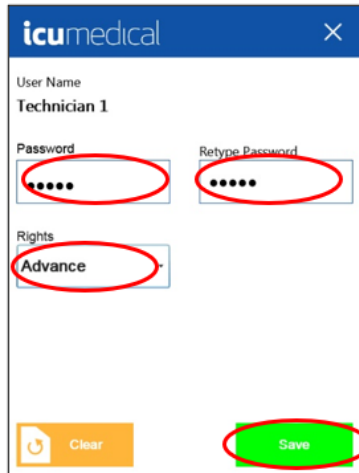 icumedical
User Name
Technician 1
Password
Retype Password
•••••
•••••
Rights
Advance
Clear
Save